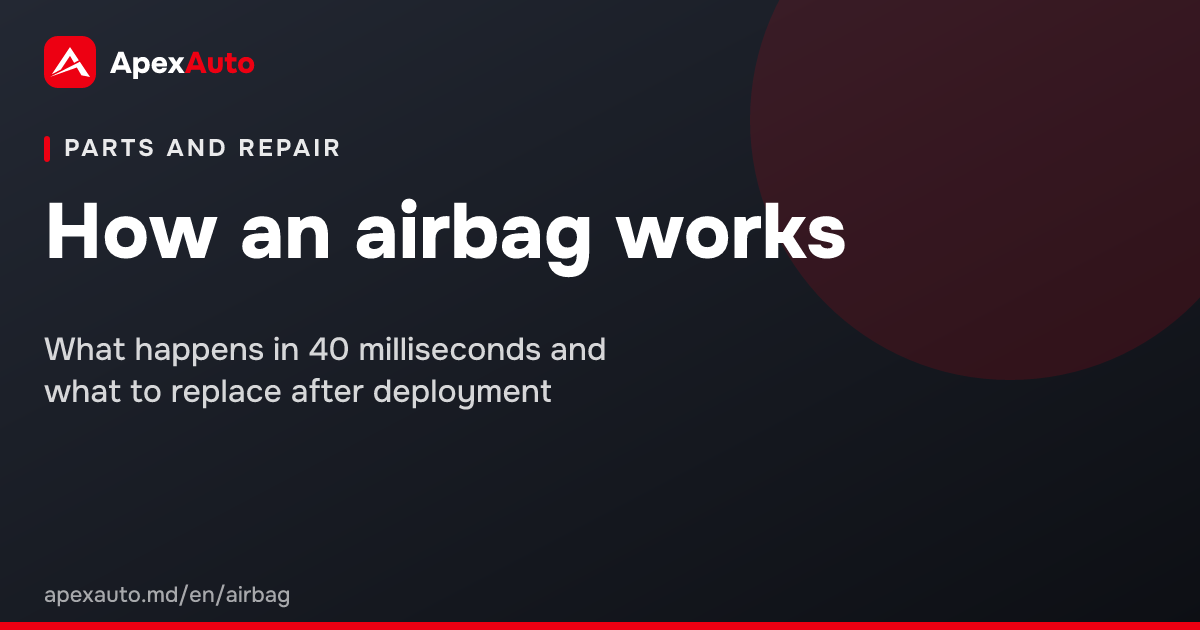 ApexAuto
PARTS AND REPAIR
How an airbag works
What happens in 40 milliseconds and
what to replace after deployment
apexauto.md/en/airbag